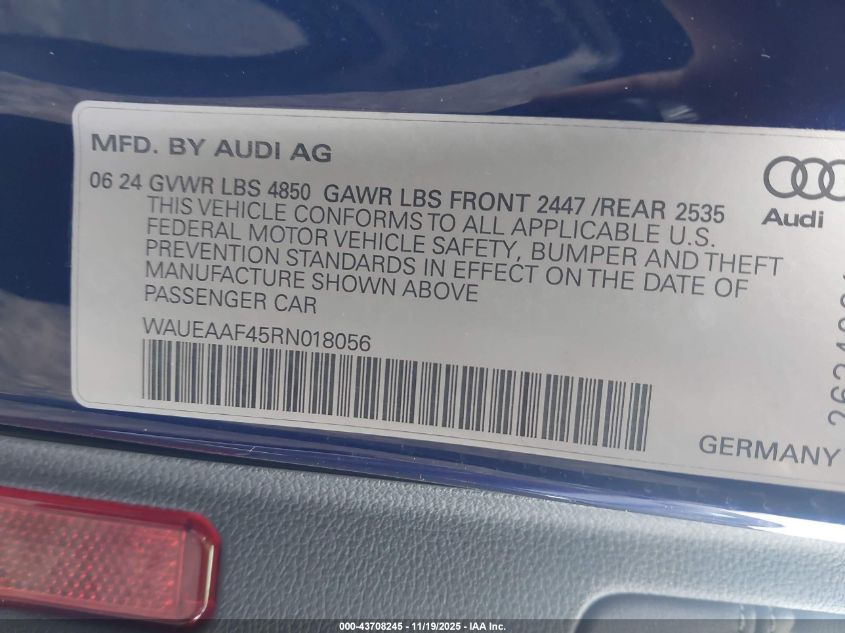 MFD. BY AUDI AG
06 24 GVWR LBS 4850 GAWR LBS FRONT 2447 /REAR 2535
THIS VEHICLE CONFORMS TO ALL APPLICABLE U.S.
FEDERAL MOTOR VEHICLE SAFETY, BUMPER AND THEFT
PREVENTION STANDARDS IN EFFECT ON THE DATE OF
MANUFACTURE SHOWN ABOVE
PASSENGER CAR
WAUEAAF45RN018056
Audi
GERMANY
000-43708245 - 11/19/2025 - IAA Inc.